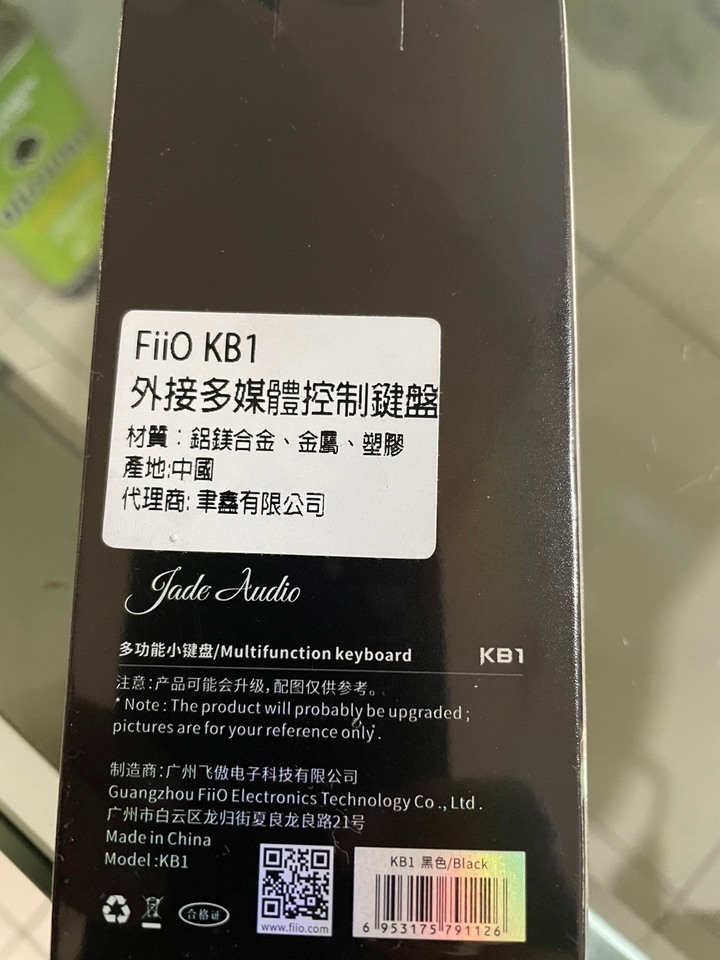 FiiO KB1
外接多媒體控制鍵盤
材質：鋁鎂合金、金屬、塑膠
產地:中國
代理商: 聿鑫有限公司
Jade Audio
多功能小键盘/Multifunction keyboard
KB1
注意：产品可能会升级，配图仅供参考。
* Note : The product will probably be upgraded ;
pictures are for your reference only .
制造商：广州飞傲电子科技有限公司
Guangzhou FiiO Electronics Technology Co ., Ltd .
广州市白云区龙归街夏良龙良路21号
Made in China
Model :KB1
合格证
www.fiio.com
KB1 黑色/Black
6 953175 791126